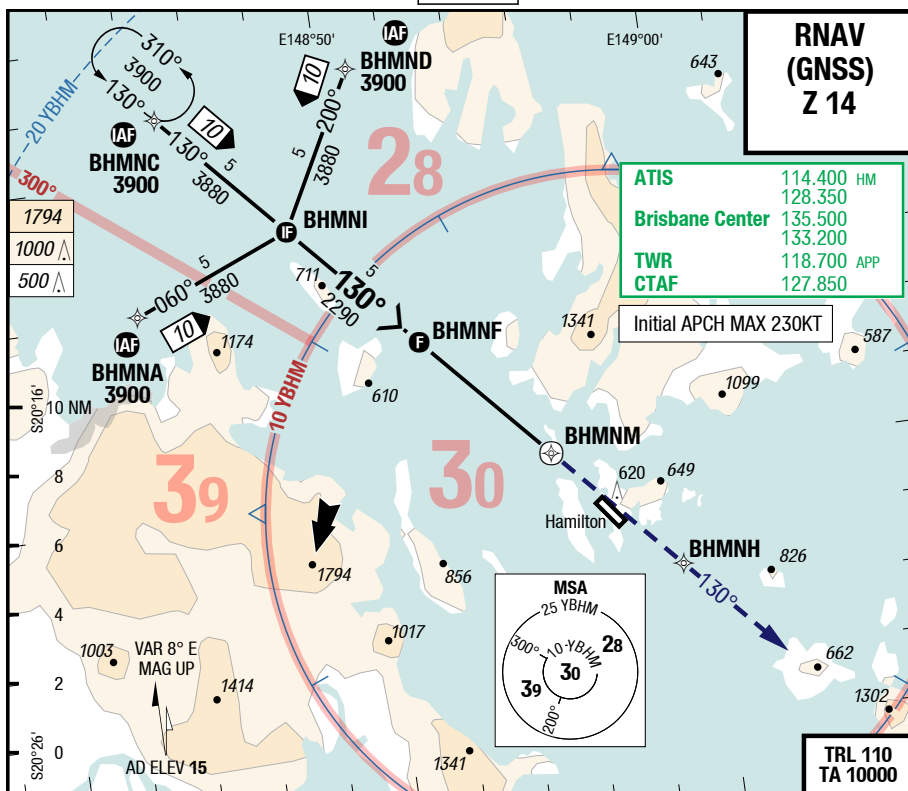 RNAV
(GNSS)
Z 14
E148°50'
E149°00'
IAF
BHMND
3900
643
310°
3900
130°
20 YBHM
10
10
200°
IAF
BHMNC
3900
130°
5
3880
5
3880
28
300°
ATIS 114.400 HM
128.350
Brisbane Center 135.500
133.200
TWR 118.700 APP
CTAF 127.850
1794
1000
500
IF
BHMNI
060°
5
3880
711
5
130°
2290
Initial APCH MAX 230KT
10
IAF
BHMNA
3900
1174
F
BHMNF
1341
587
610
1099
S20°16'
10 NM
10 YBHM
BHMNM
8
39
30
620
649
Hamilton
6
BHMNH
826
130°
1794
856
4
MSA
25 YBHM
300°
10 YBHM
28
30
39
200°
1003
VAR 8° E
MAG UP
1017
662
2
1414
1302
S20°26'
0
AD ELEV 15
1341
TRL 110
TA 10000